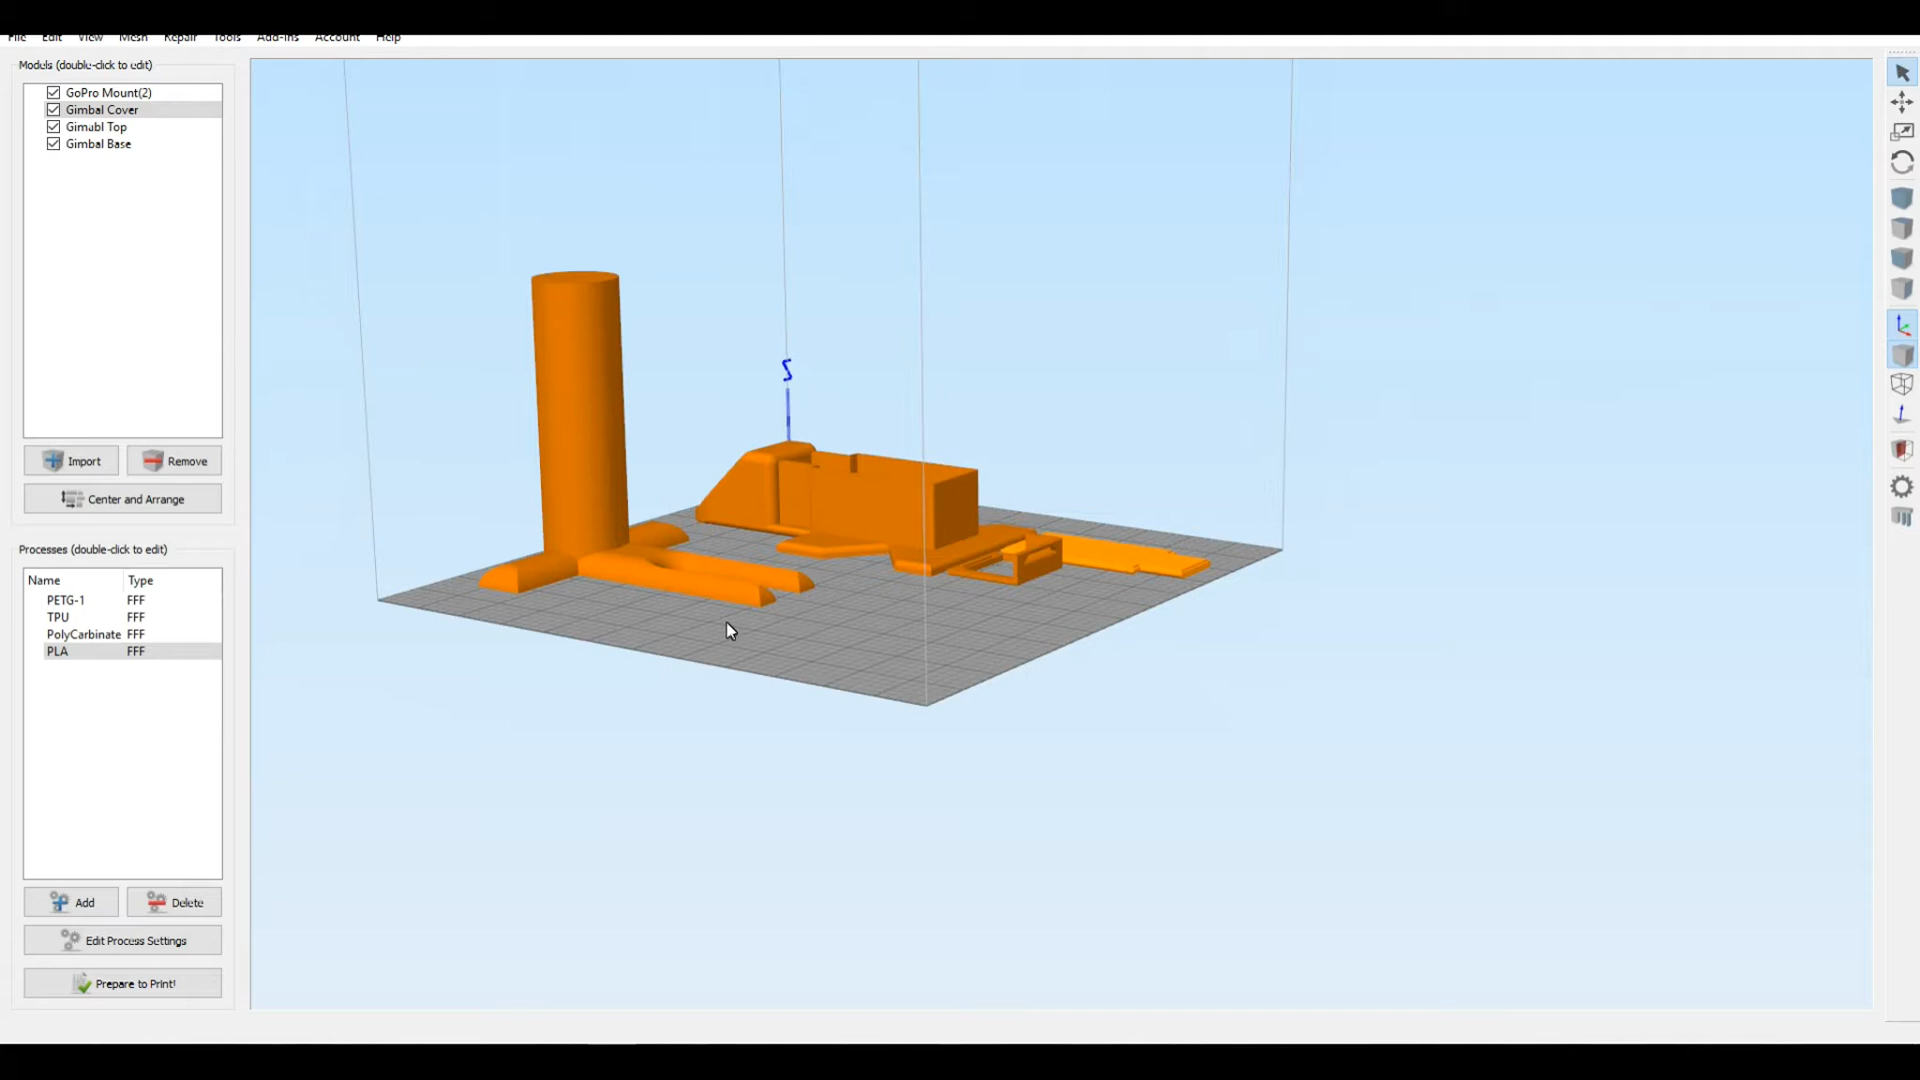 File Edit View Mesh Repair Tools Add-Ins Account Help
Models (double-click to edit)
GoPro Mount(2)
Gimbal Cover
Gimabl Top
Gimbal Base
Import Remove
Center and Arrange
Processes (double-click to edit)
Name Type
PETG-1 FFF
TPU FFF
PolyCarbinate FFF
PLA FFF
Add Delete
Edit Process Settings
Prepare to Print!
Z